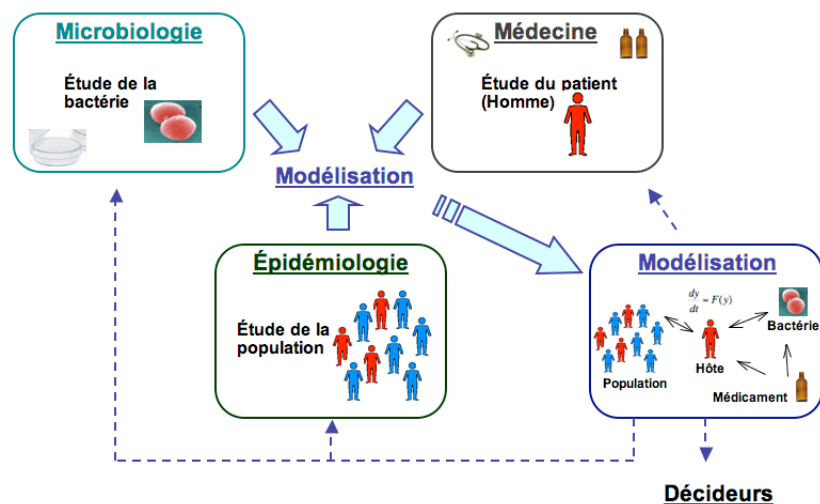 Microbiologie
Étude de la
bactérie
Médecine
Étude du patient
(Homme)
Modélisation
Épidémiologie
Étude de la
population
Modélisation
dy/dt = F(y)
Bactérie
Population
Hôte
Médicament
Décideurs